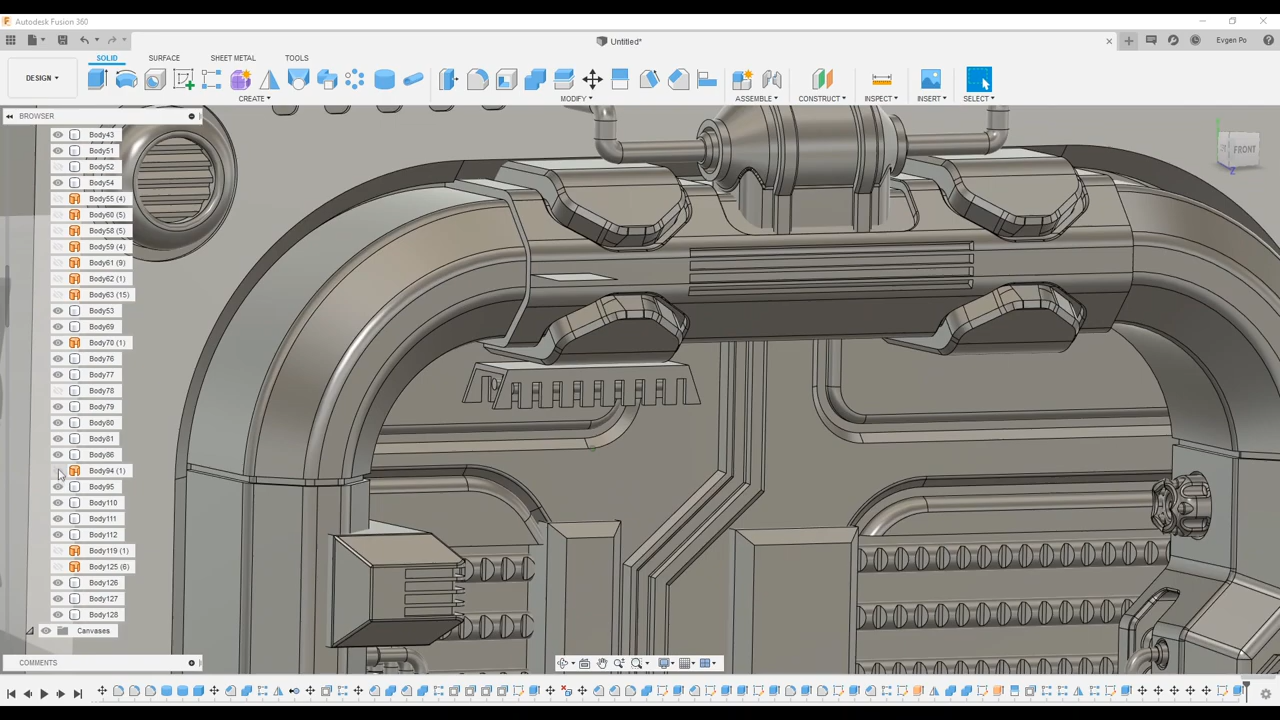 Autodesk Fusion 360
Untitled*
Evgen Po
SOLID SURFACE SHEET METAL TOOLS
DESIGN
CREATE MODIFY ASSEMBLE CONSTRUCT INSPECT INSERT SELECT
BROWSER
FRONT
Z
Body43
Body51
Body52
Body54
Body55 (4)
Body60 (5)
Body58 (5)
Body59 (4)
Body61 (9)
Body62 (1)
Body63 (15)
Body53
Body69
Body70 (1)
Body76
Body77
Body78
Body79
Body80
Body81
Body86
Body94 (1)
Body95
Body110
Body111
Body112
Body119 (1)
Body125 (6)
Body126
Body127
Body128
Canvases
COMMENTS